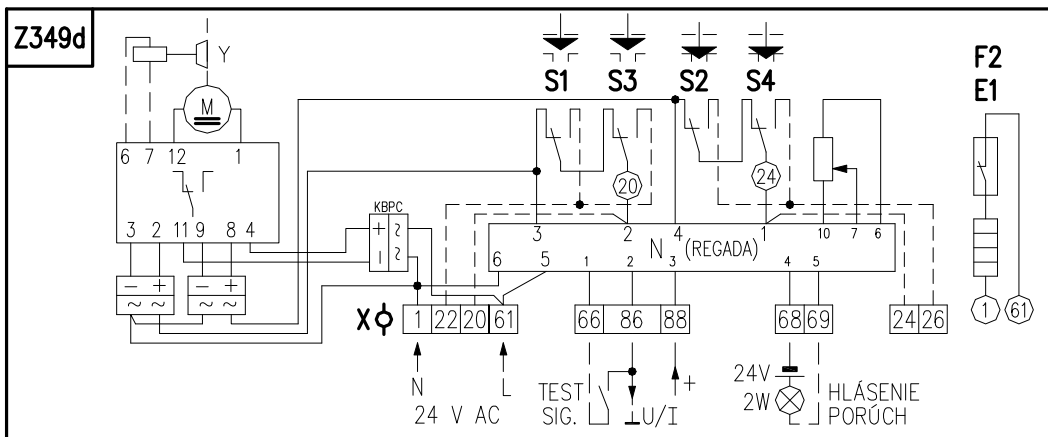 Z349d
Y
M
6 7 12 1
3 2 11 9 8 4
− + − +
~ ~ ~ ~
KBPC
+ ~
− ~
S1 S3 S2 S4
20
24
3 2 4 1 10 7 6
N (REGADA)
6 5 1 2 3 4 5
X 1 22 20 61 66 86 88 68 69 24 26
N L
24 V AC
TEST
SIG.
U/I
+
24V
2W
HLÁSENIE
PORÚCH
F2
E1
1 61